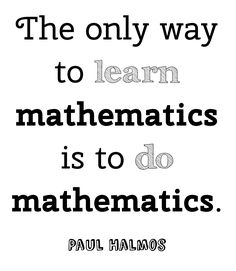 The only way
to learn
mathematics
is to do
mathematics.
PAUL HALMOS